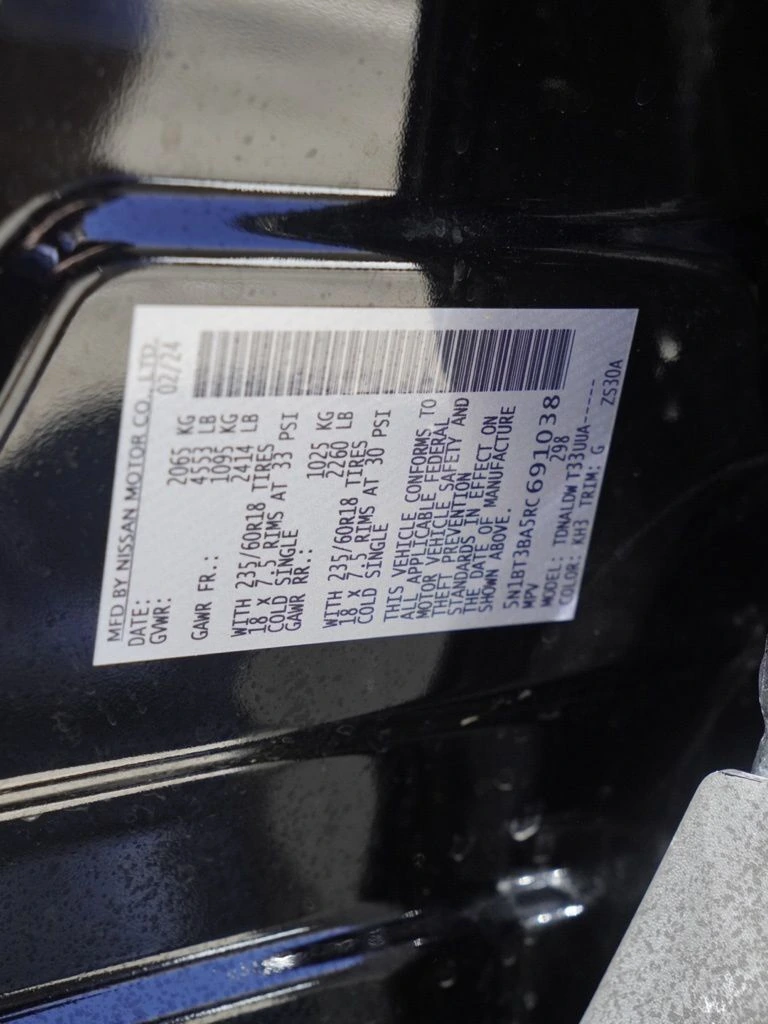 MFD BY NISSAN MOTOR CO., LTD.
DATE: 02/24
GVWR: 2065 KG
4553 LB
GAWR FR.: 1095 KG
2414 LB
WITH 235/60R18 TIRES
18 X 7.5 RIMS AT 33 PSI
COLD SINGLE
GAWR RR.: 1025 KG
2260 LB
WITH 235/60R18 TIRES
18 X 7.5 RIMS AT 30 PSI
COLD SINGLE
THIS VEHICLE CONFORMS TO
ALL APPLICABLE FEDERAL
MOTOR VEHICLE SAFETY AND
THEFT PREVENTION
STANDARDS IN EFFECT ON
THE DATE OF MANUFACTURE
SHOWN ABOVE.
5N1BT3BA5RC691038
MPV 298
MODEL: TDNALDWT33UUA------
COLOR: KH3 TRIM: G ZS30A